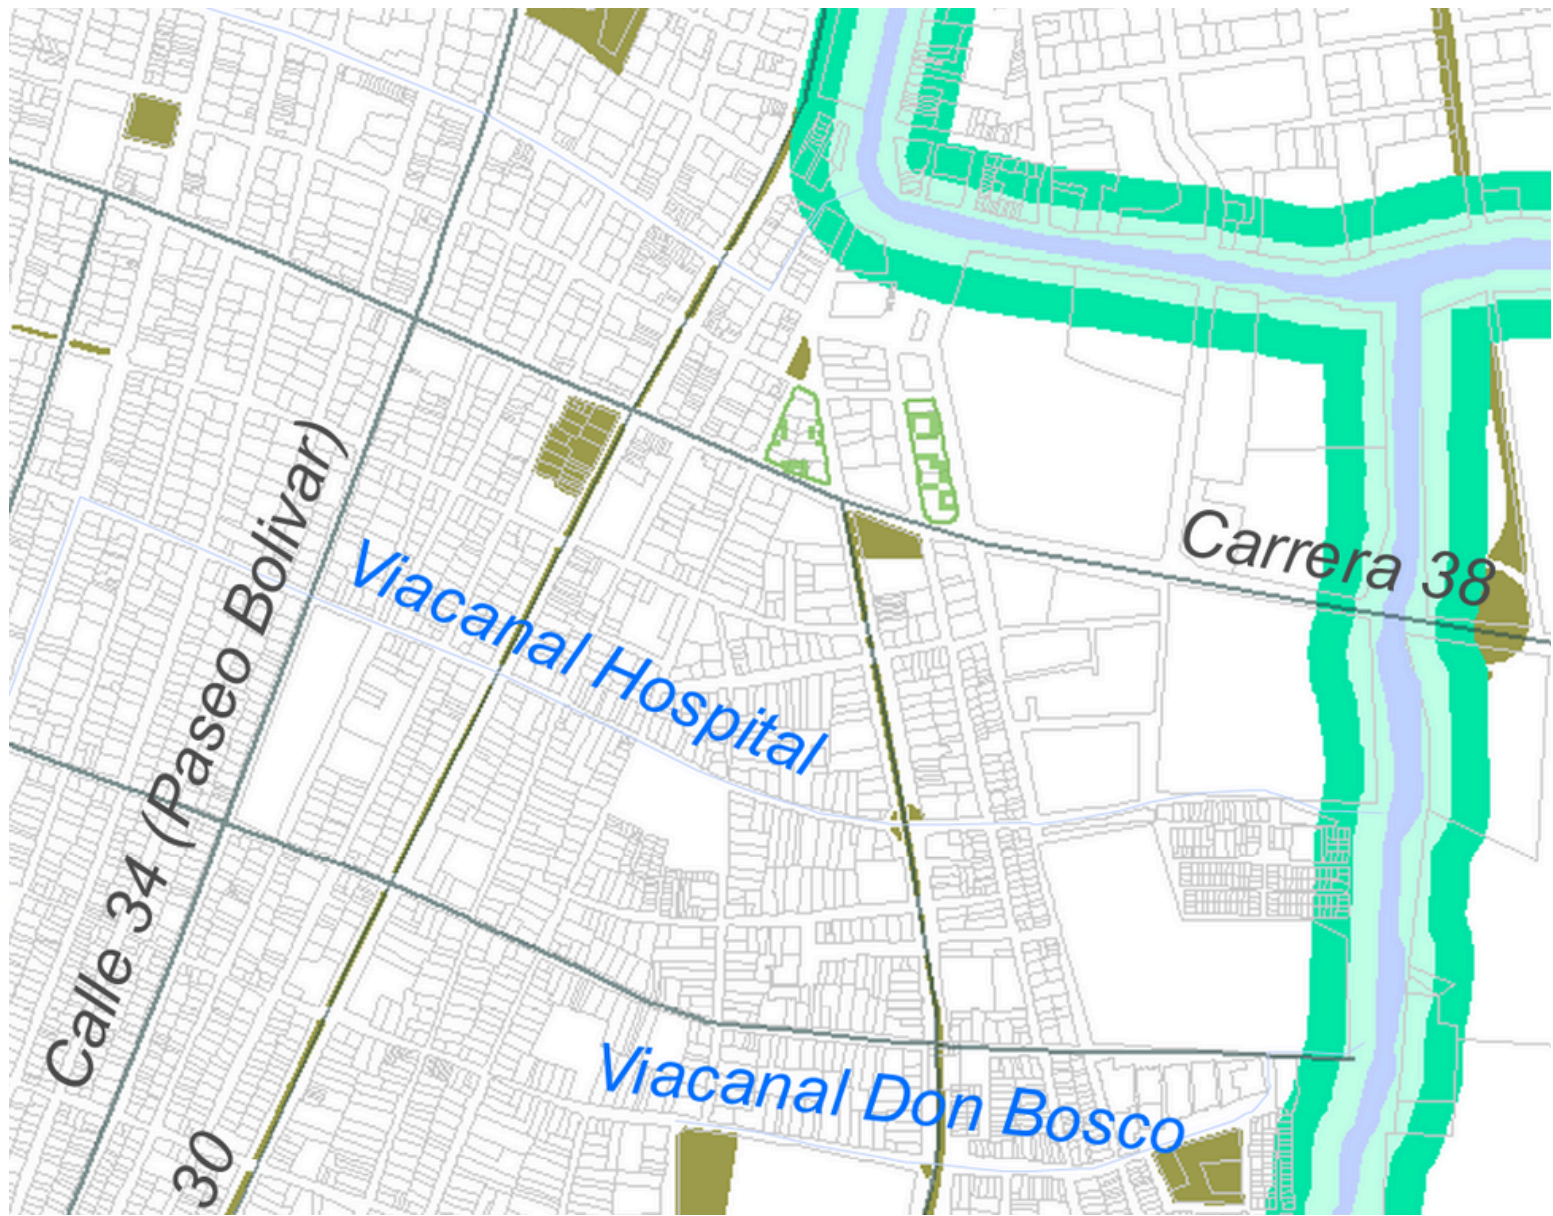 Carrera 38
Viacanal Hospital
Calle 34 (Paseo Bolivar)
Viacanal Don Bosco
30